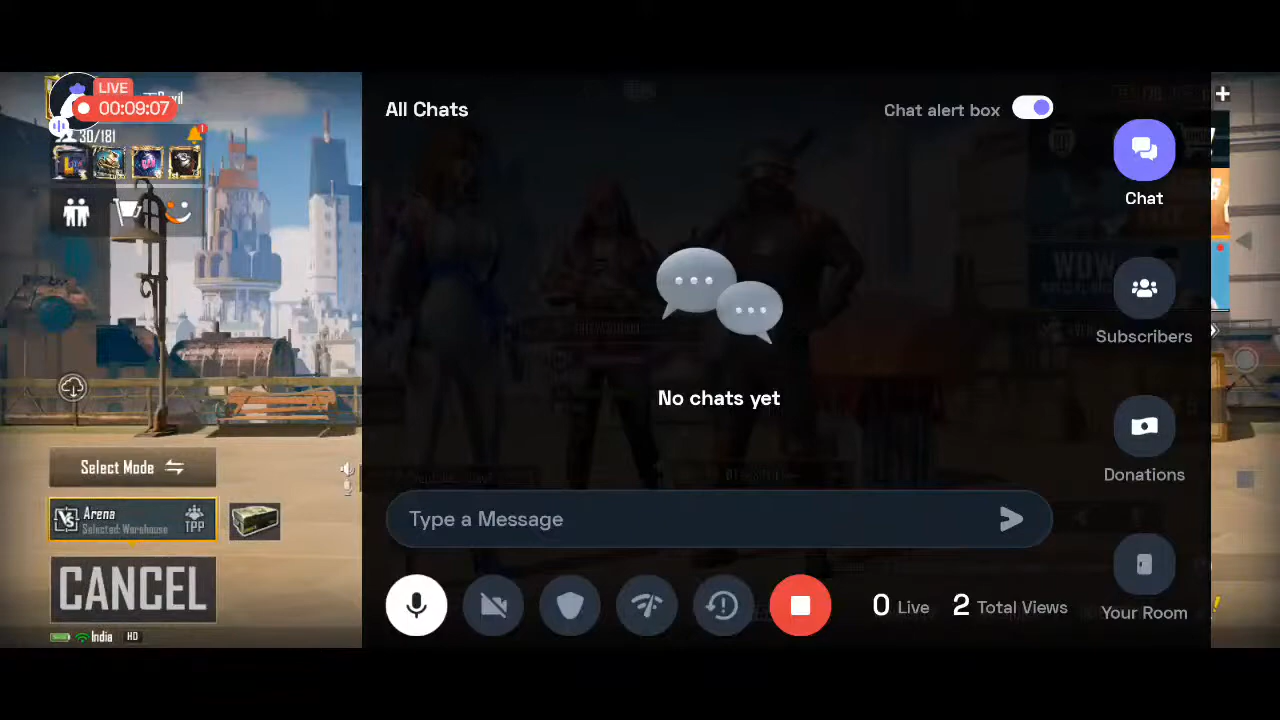 LIVE
00:09:07
30/181
All Chats
Chat alert box
Chat
Subscribers
No chats yet
Donations
Select Mode
Arena
Selected: Warehouse
TPP
Type a Message
CANCEL
0 Live 2 Total Views
Your Room
India HD